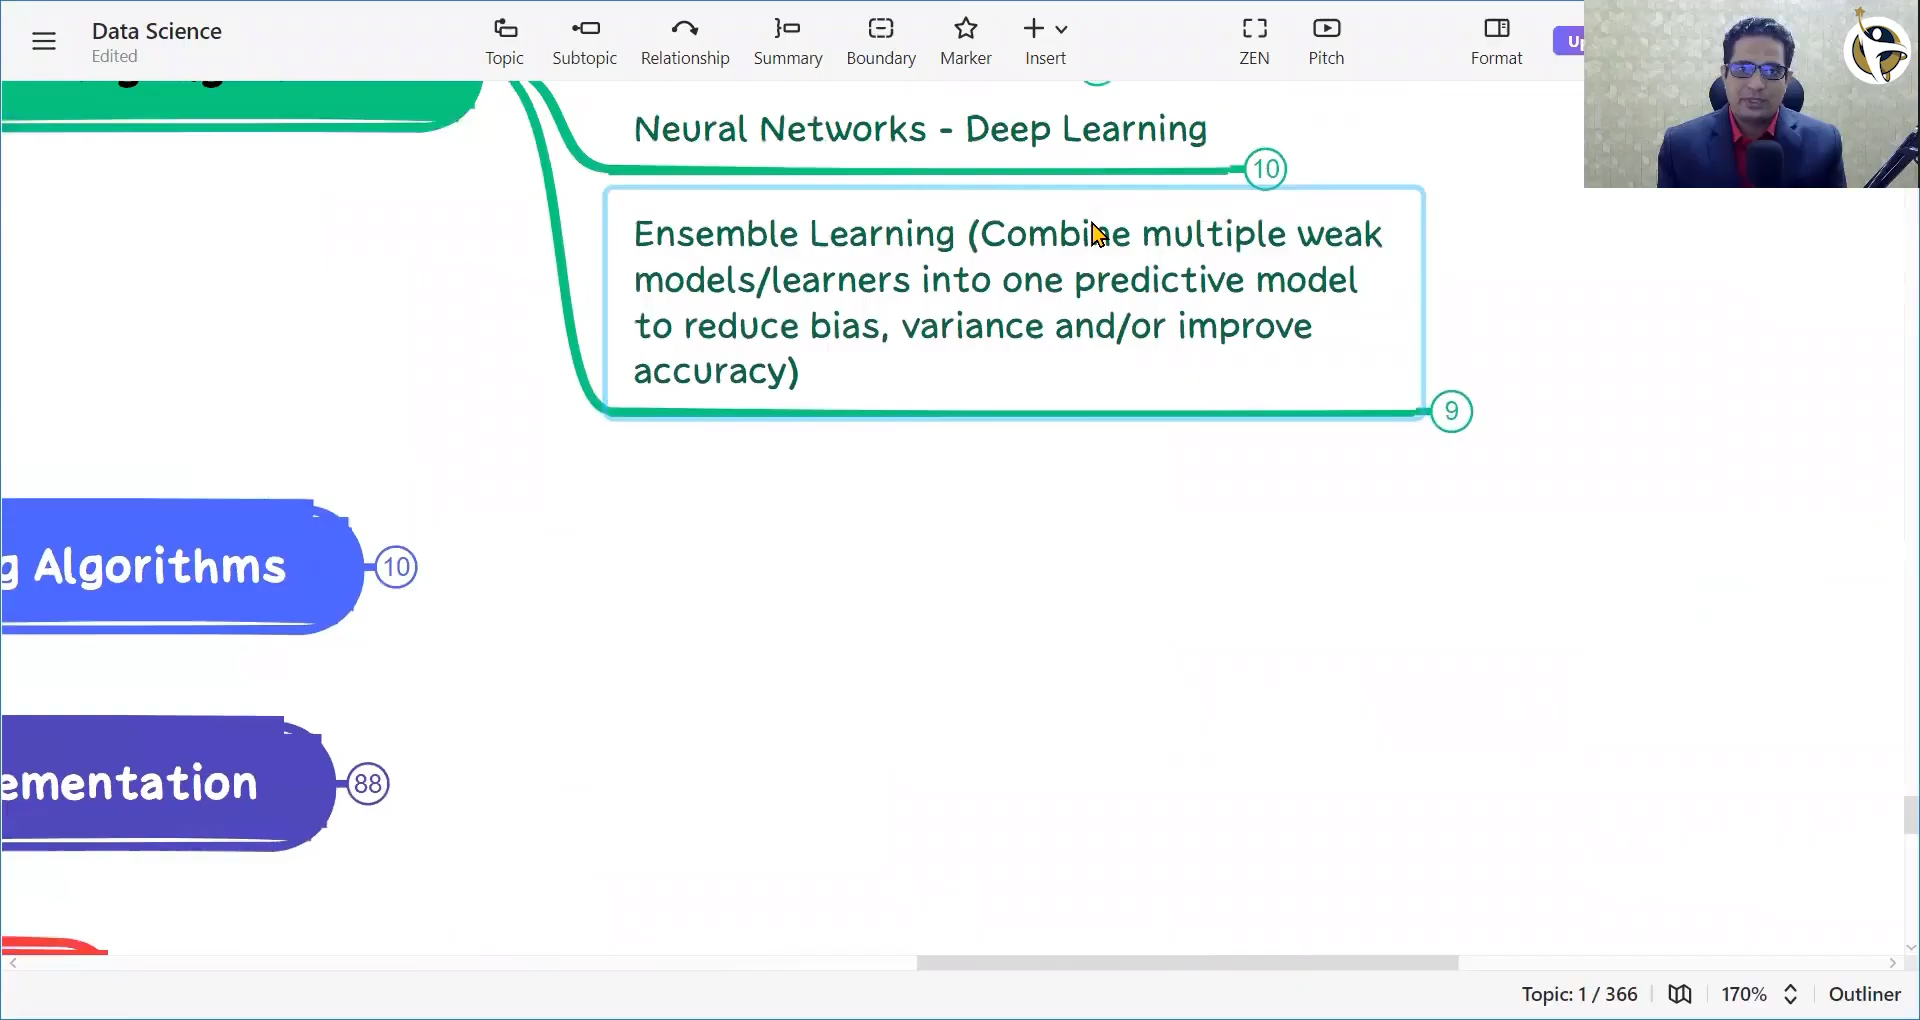 Data Science
Edited
Topic
Subtopic
Relationship
Summary
Boundary
Marker
Insert
ZEN
Pitch
Format
Neural Networks - Deep Learning
10
Ensemble Learning (Combine multiple weak
models/learners into one predictive model
to reduce bias, variance and/or improve
accuracy)
9
g Algorithms
10
ementation
88
Topic: 1 / 366
170%
Outliner